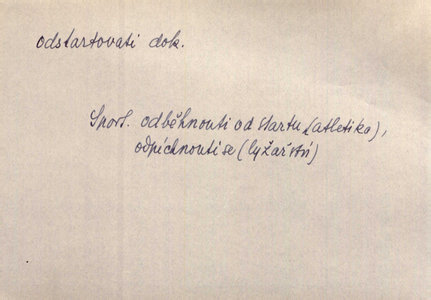 odstartovati dok.
Sport. odběhnouti od startu (atletika),
odpíchnouti se (lyžařství)